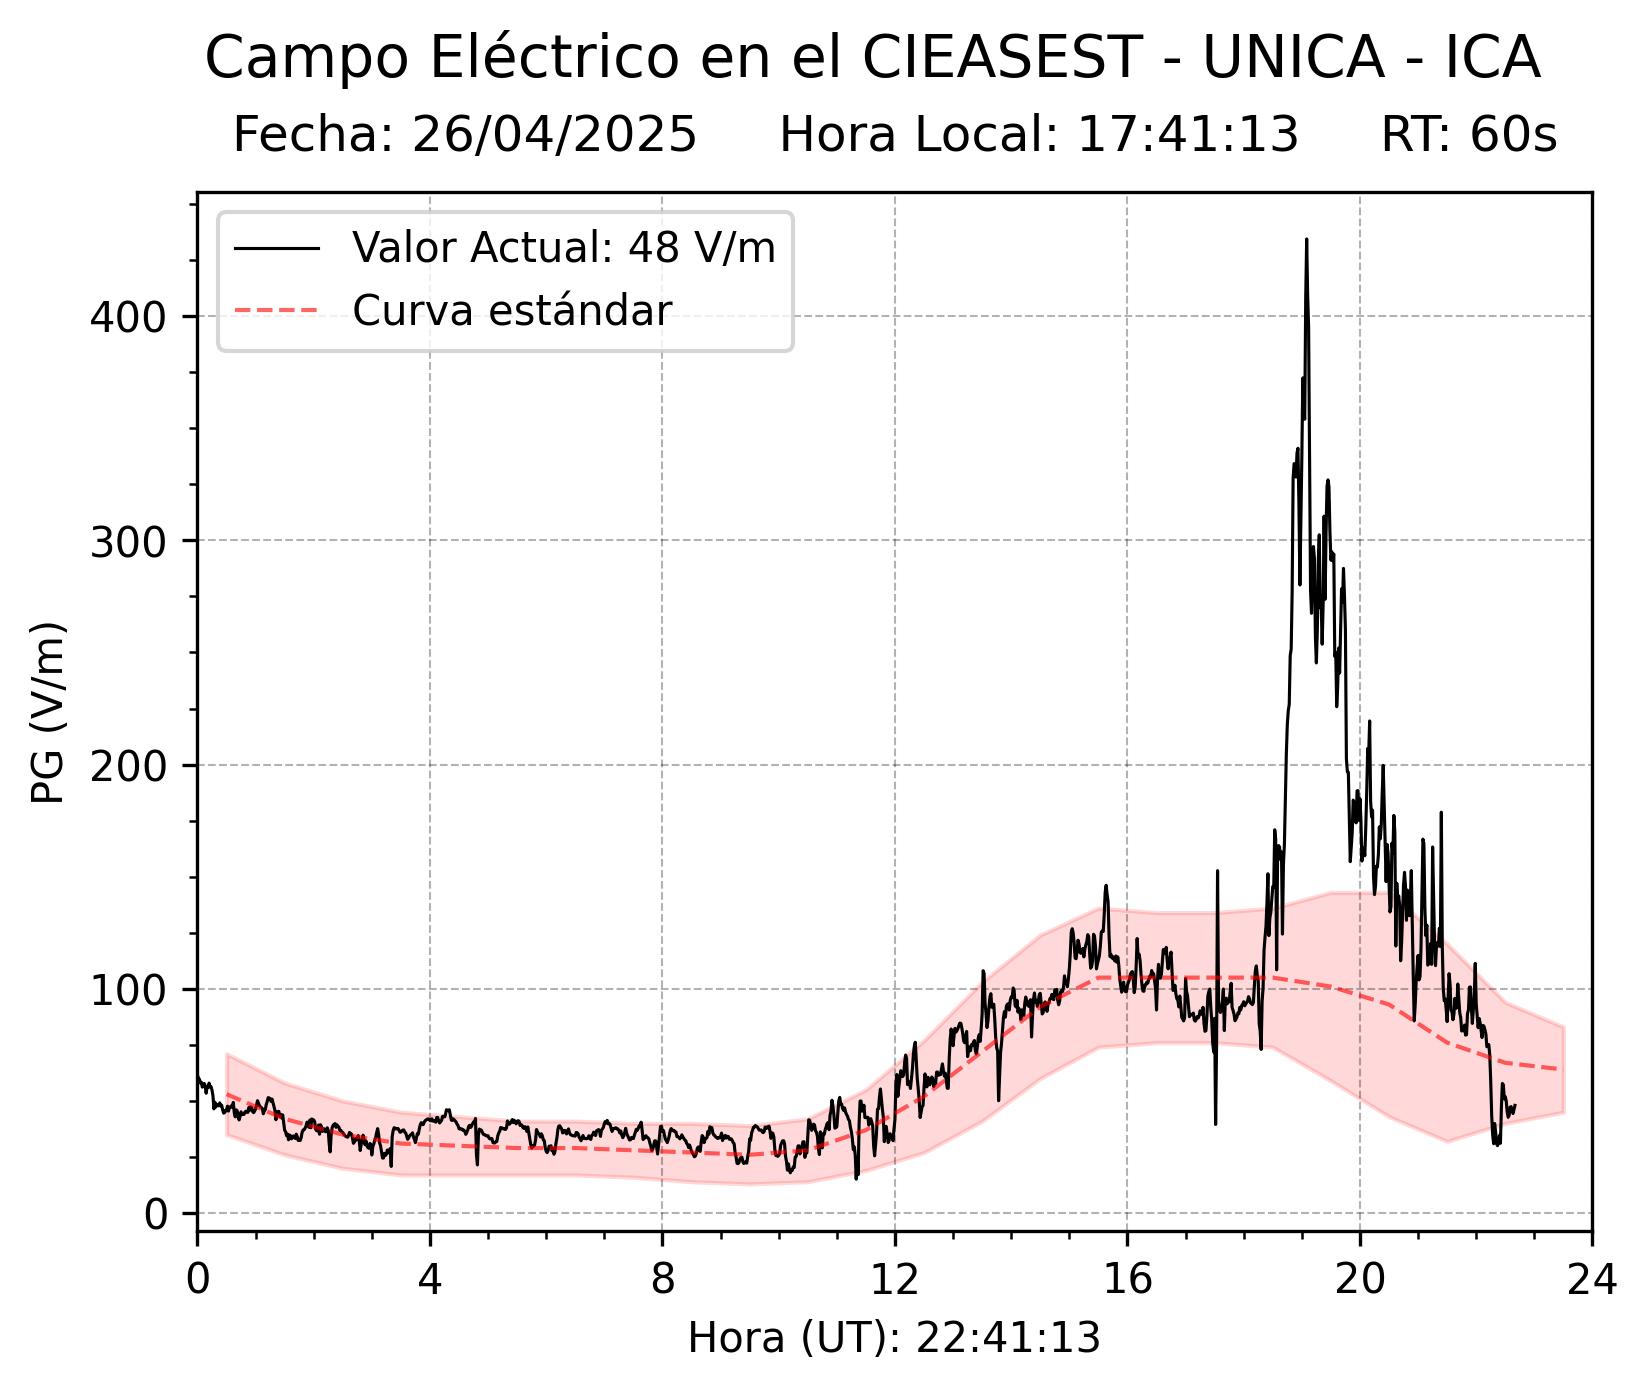 Campo Eléctrico en el CIEASEST - UNICA - ICA
Fecha: 26/04/2025 Hora Local: 17:41:13 RT: 60s
Valor Actual: 48 V/m
Curva estándar
PG (V/m)
400
300
200
100
0
0 4 8 12 16 20 24
Hora (UT): 22:41:13